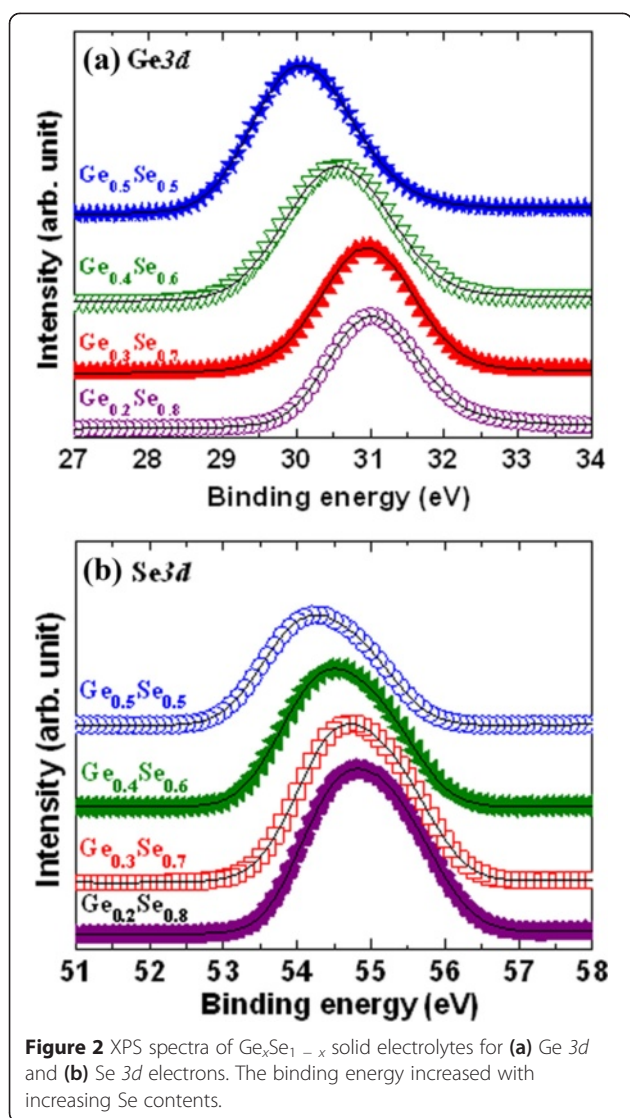 (a) Ge3d
Ge0.5Se0.5
Ge0.4Se0.6
Ge0.3Se0.7
Ge0.2Se0.8
Intensity (arb. unit)
27 28 29 30 31 32 33 34
Binding energy (eV)
(b) Se3d
Ge0.5Se0.5
Ge0.4Se0.6
Ge0.3Se0.7
Ge0.2Se0.8
Intensity (arb. unit)
51 52 53 54 55 56 57 58
Binding energy (eV)
Figure 2 XPS spectra of GexSe1 − x solid electrolytes for (a) Ge 3d
and (b) Se 3d electrons. The binding energy increased with
increasing Se contents.